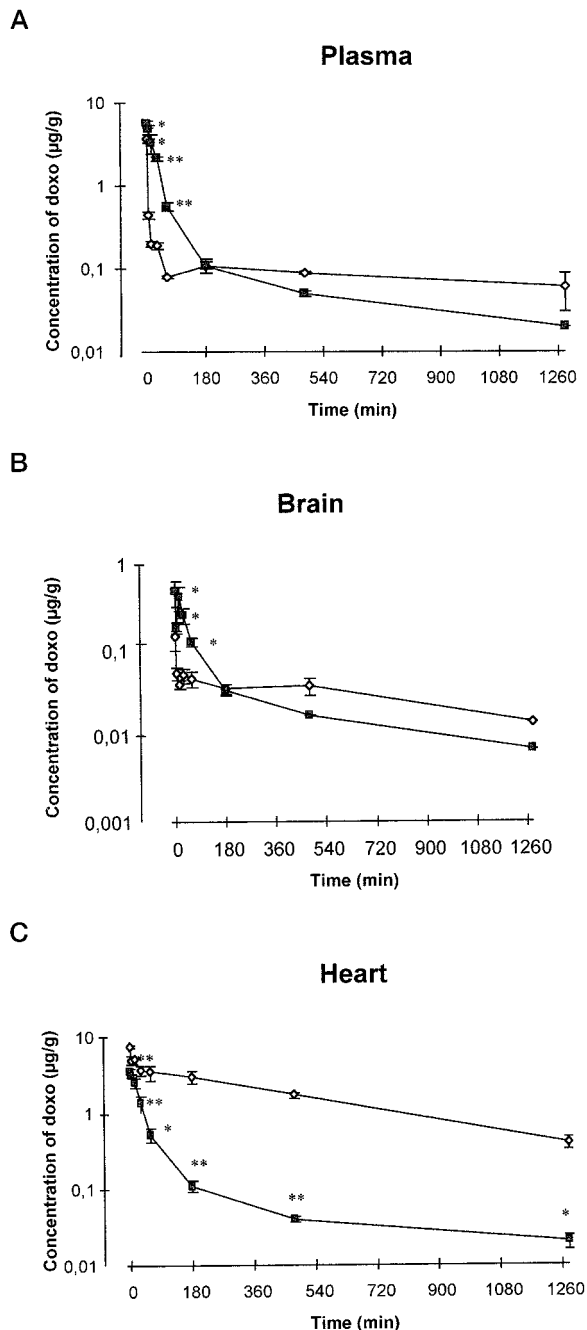 A
Plasma
Concentration of doxo (µg/g)
10
1
0,1
0,01
*
*
**
**
0 180 360 540 720 900 1080 1260
Time (min)
B
Brain
Concentration of doxo (µg/g)
1
0,1
0,01
0,001
*
*
*
0 180 360 540 720 900 1080 1260
Time (min)
C
Heart
Concentration of doxo (µg/g)
10
1
0,1
0,01
**
**
*
**
**
*
0 180 360 540 720 900 1080 1260
Time (min)